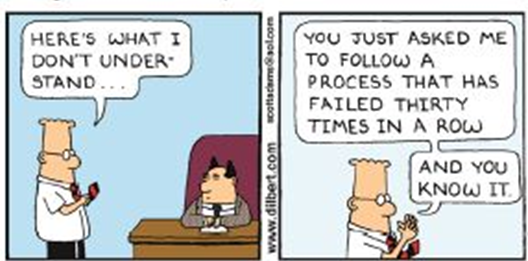 HERE'S WHAT I
DON'T UNDER-
STAND...
www.dilbert.com
scottadams@aol.com
YOU JUST ASKED ME
TO FOLLOW A
PROCESS THAT HAS
FAILED THIRTY
TIMES IN A ROW
AND YOU
KNOW IT.